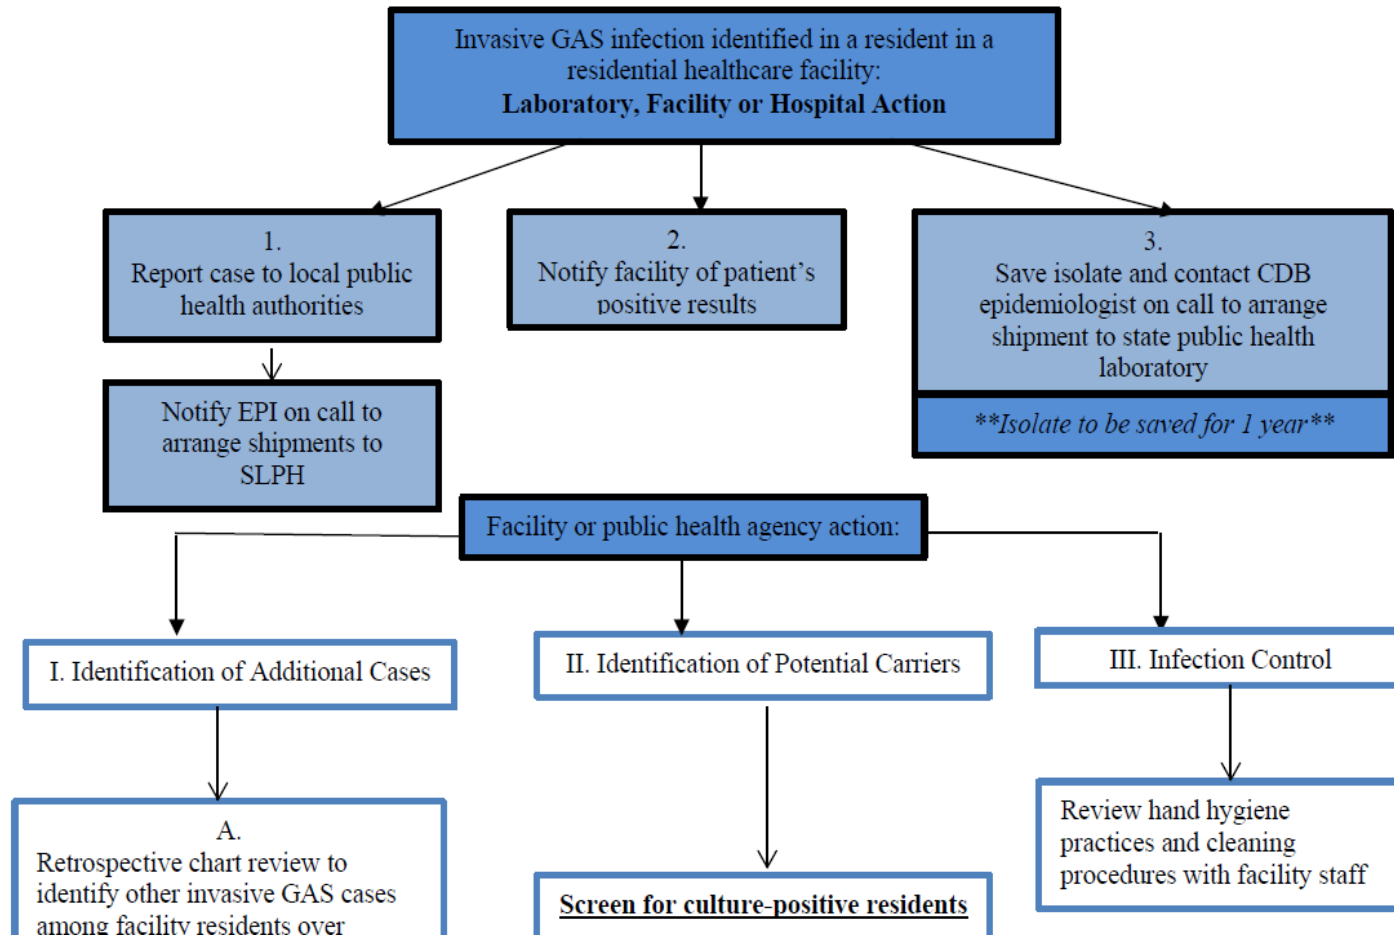 Invasive GAS infection identified in a resident in a
residential healthcare facility:
Laboratory, Facility or Hospital Action
1.
Report case to local public
health authorities
2.
Notify facility of patient’s
positive results
3.
Save isolate and contact CDB
epidemiologist on call to arrange
shipment to state public health
laboratory
**Isolate to be saved for 1 year**
Notify EPI on call to
arrange shipments to
SLPH
Facility or public health agency action:
I. Identification of Additional Cases
II. Identification of Potential Carriers
III. Infection Control
A.
Retrospective chart review to
identify other invasive GAS cases
among facility residents over
Screen for culture-positive residents
Review hand hygiene
practices and cleaning
procedures with facility staff